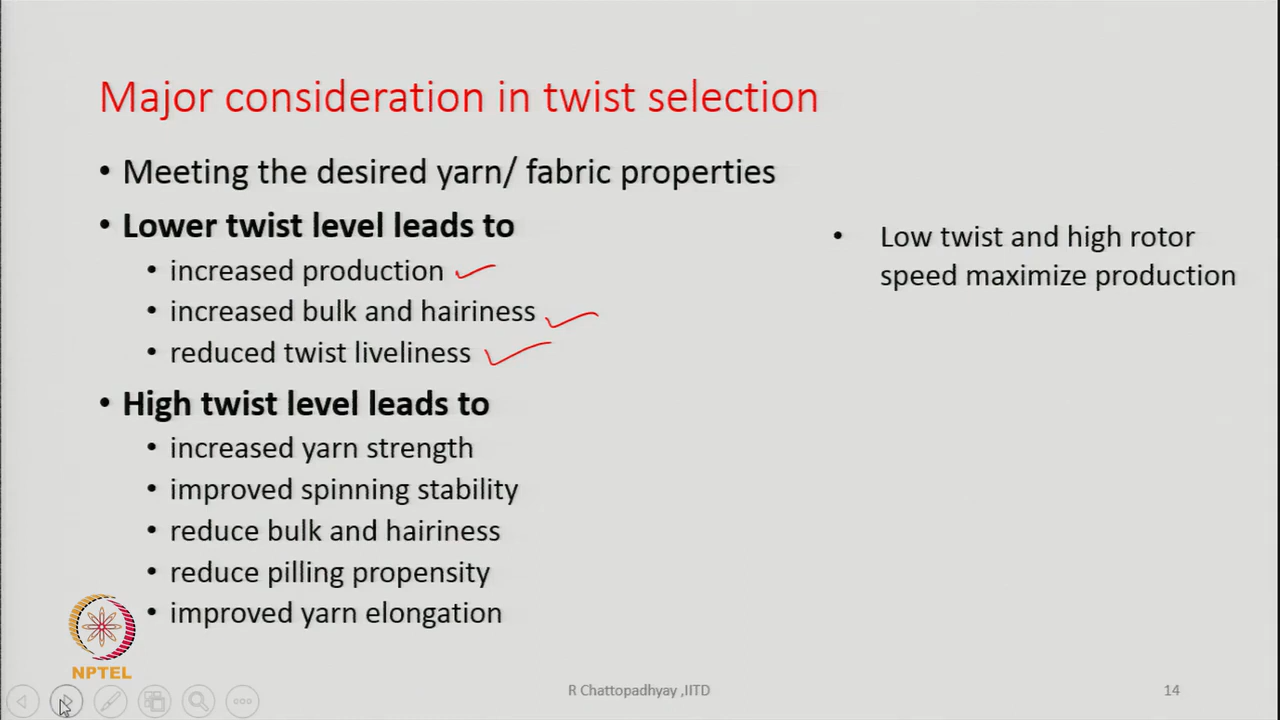 Major consideration in twist selection
• Meeting the desired yarn/ fabric properties
• Lower twist level leads to
• increased production
• increased bulk and hairiness
• reduced twist liveliness
• High twist level leads to
• increased yarn strength
• improved spinning stability
• reduce bulk and hairiness
• reduce pilling propensity
• improved yarn elongation
• Low twist and high rotor
speed maximize production
NPTEL
R Chattopadhyay ,IITD
14